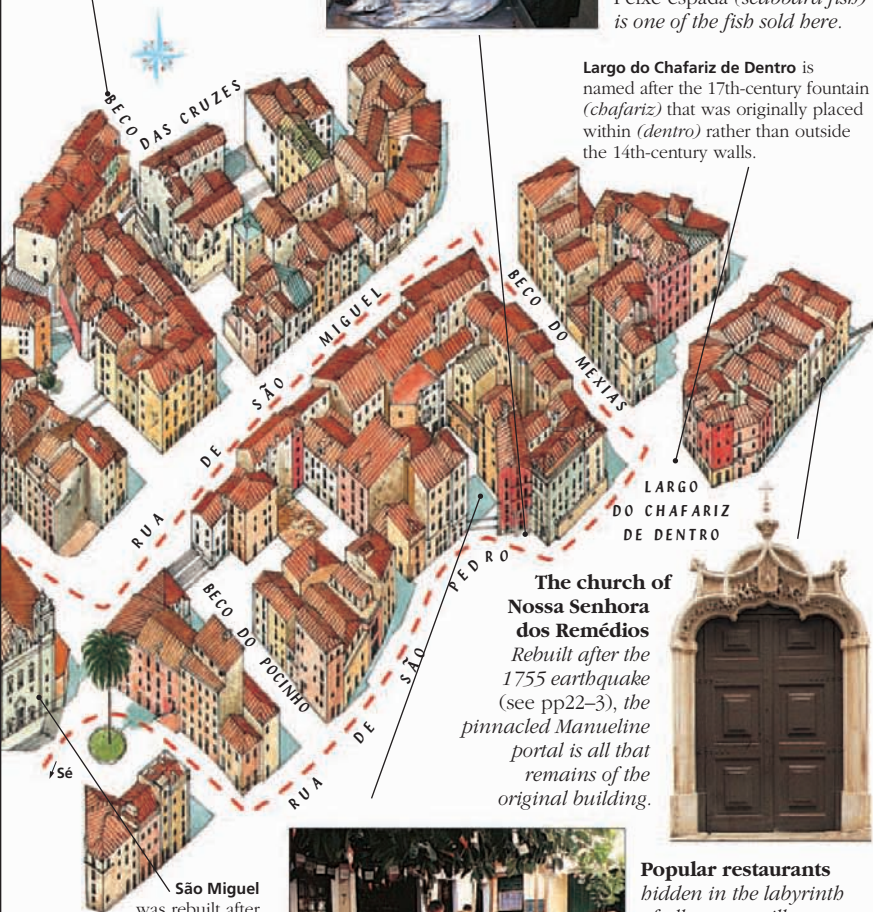 Peixe espada (scabbard fish)
is one of the fish sold here.
Largo do Chafariz de Dentro is
named after the 17th-century fountain
(chafariz) that was originally placed
within (dentro) rather than outside
the 14th-century walls.
BECO DAS CRUZES
RUA DE SÃO MIGUEL
BECO DO MEXIAS
LARGO
DO CHAFARIZ
DE DENTRO
BECO DO POCINHO
RUA DE SÃO PEDRO
The church of
Nossa Senhora
dos Remédios
Rebuilt after the
1755 earthquake
(see pp22–3), the
pinnacled Manueline
portal is all that
remains of the
original building.
Sé
São Miguel
was rebuilt after
Popular restaurants
hidden in the labyrinth